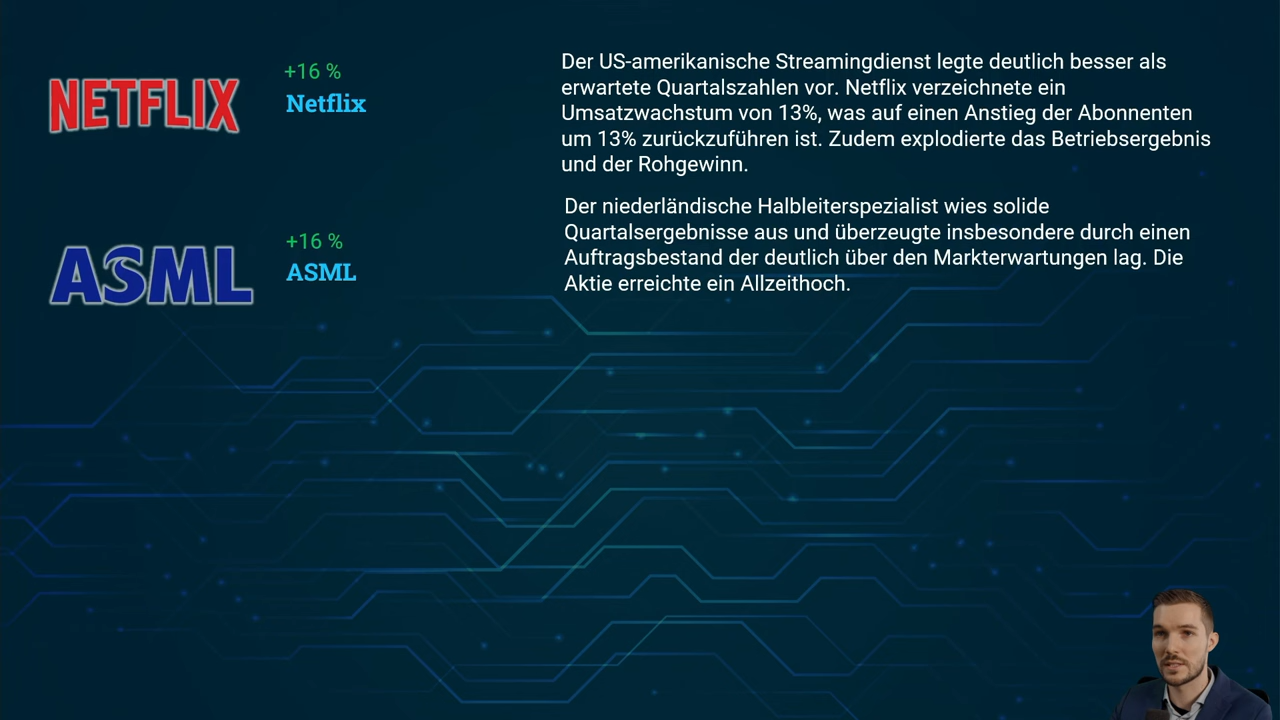 NETFLIX
+16 %
Netflix
Der US-amerikanische Streamingdienst legte deutlich besser als
erwartete Quartalszahlen vor. Netflix verzeichnete ein
Umsatzwachstum von 13%, was auf einen Anstieg der Abonnenten
um 13% zurückzuführen ist. Zudem explodierte das Betriebsergebnis
und der Rohgewinn.
ASML
+16 %
ASML
Der niederländische Halbleiterspezialist wies solide
Quartalsergebnisse aus und überzeugte insbesondere durch einen
Auftragsbestand der deutlich über den Markterwartungen lag. Die
Aktie erreichte ein Allzeithoch.